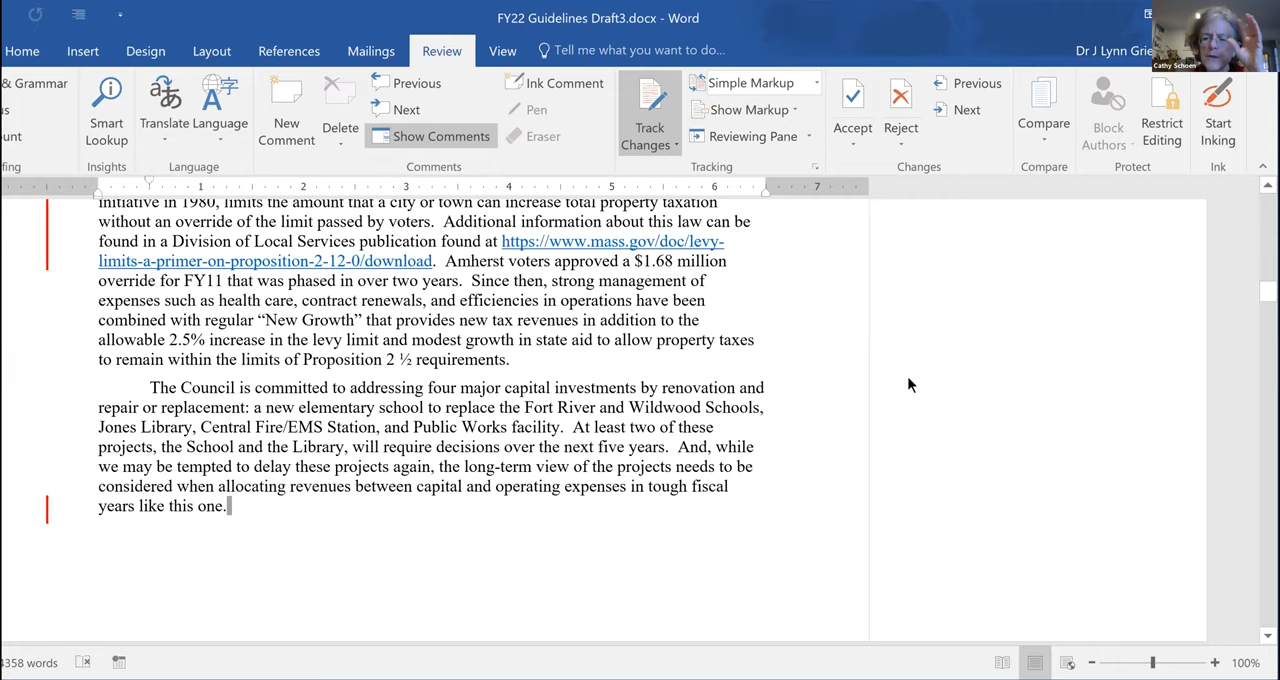 FY22 Guidelines Draft3.docx - Word
Home Insert Design Layout References Mailings Review View Tell me what you want to do... Dr J Lynn Grie
Cathy Schoen
& Grammar
Smart Lookup
Insights
Translate Language
Language
New Comment
Delete
Previous
Next
Show Comments
Ink Comment
Pen
Eraser
Comments
Track Changes
Simple Markup
Show Markup
Reviewing Pane
Tracking
Accept
Reject
Previous
Next
Changes
Compare
Compare
Block Authors
Restrict Editing
Protect
Start Inking
Ink
1 2 3 4 5 6 7
initiative in 1980, limits the amount that a city or town can increase total property taxation
without an override of the limit passed by voters. Additional information about this law can be
found in a Division of Local Services publication found at https://www.mass.gov/doc/levy-
limits-a-primer-on-proposition-2-12-0/download. Amherst voters approved a $1.68 million
override for FY11 that was phased in over two years. Since then, strong management of
expenses such as health care, contract renewals, and efficiencies in operations have been
combined with regular “New Growth” that provides new tax revenues in addition to the
allowable 2.5% increase in the levy limit and modest growth in state aid to allow property taxes
to remain within the limits of Proposition 2 ½ requirements.
The Council is committed to addressing four major capital investments by renovation and
repair or replacement: a new elementary school to replace the Fort River and Wildwood Schools,
Jones Library, Central Fire/EMS Station, and Public Works facility. At least two of these
projects, the School and the Library, will require decisions over the next five years. And, while
we may be tempted to delay these projects again, the long-term view of the projects needs to be
considered when allocating revenues between capital and operating expenses in tough fiscal
years like this one.
4358 words
100%